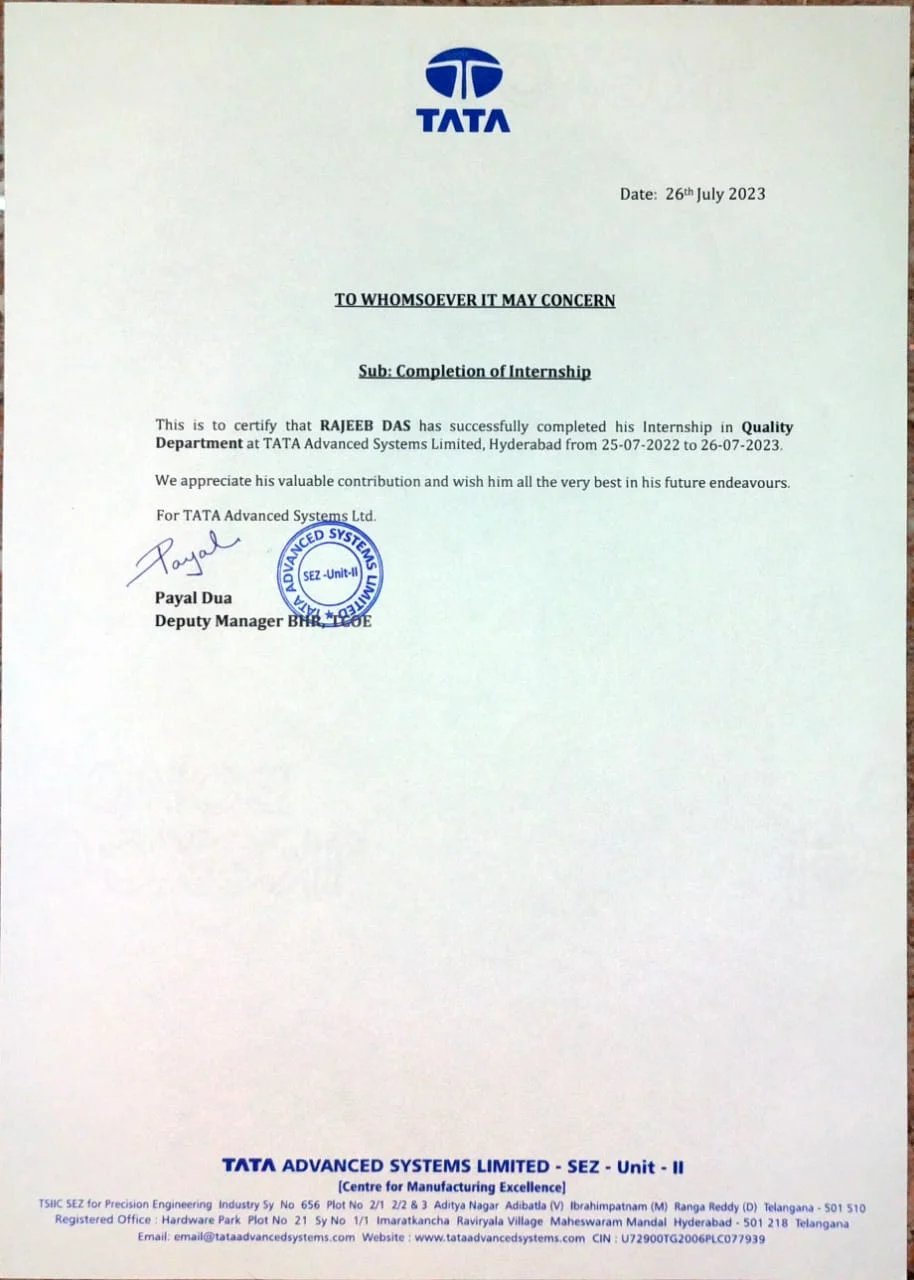 TATA
Date: 26th July 2023
TO WHOMSOEVER IT MAY CONCERN
Sub: Completion of Internship
This is to certify that RAJEEB DAS has successfully completed his Internship in Quality
Department at TATA Advanced Systems Limited, Hyderabad from 25-07-2022 to 26-07-2023.
We appreciate his valuable contribution and wish him all the very best in his future endeavours.
For TATA Advanced Systems Ltd.
Payal
TATA ADVANCED SYSTEMS LIMITED ★
SEZ -Unit-II
Payal Dua
Deputy Manager BHR, TCOE
TATA ADVANCED SYSTEMS LIMITED - SEZ - Unit - II
[Centre for Manufacturing Excellence]
TSIIC SEZ for Precision Engineering Industry Sy No 656 Plot No 2/1 2/2 & 3 Aditya Nagar Adibatla (V) Ibrahimpatnam (M) Ranga Reddy (D) Telangana - 501 510
Registered Office : Hardware Park Plot No 21 Sy No 1/1 Imaratkancha Raviryala Village Maheswaram Mandal Hyderabad - 501 218 Telangana
Email: email@tataadvancedsystems.com Website : www.tataadvancedsystems.com CIN : U72900TG2006PLC077939